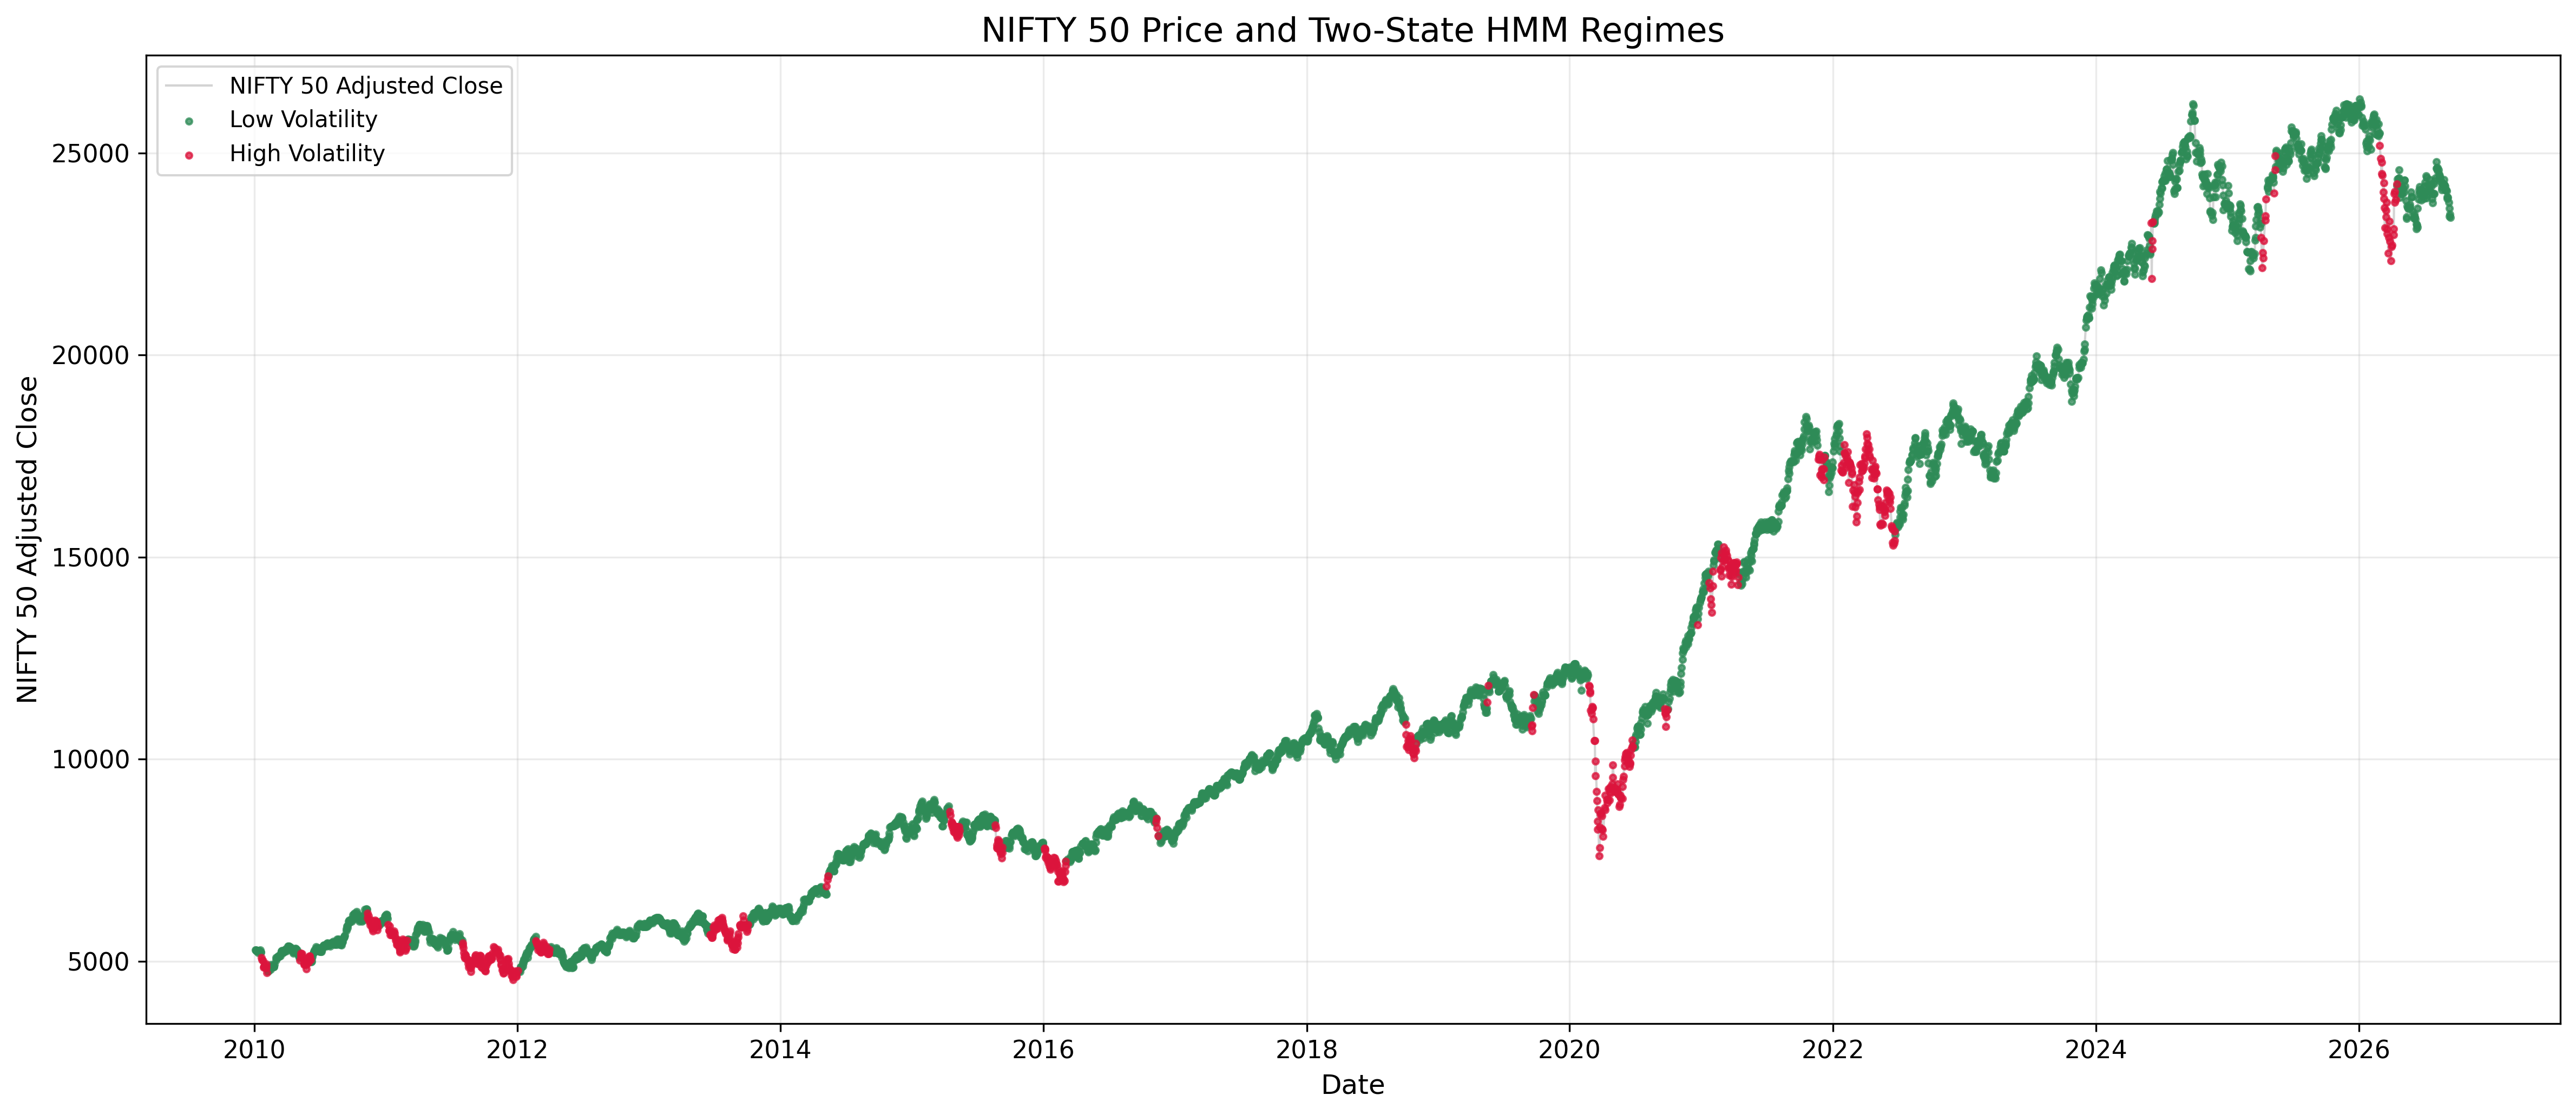 NIFTY 50 Price and Two-State HMM Regimes
NIFTY 50 Adjusted Close
Low Volatility
High Volatility
NIFTY 50 Adjusted Close
25000
20000
15000
10000
5000
2010 2012 2014 2016 2018 2020 2022 2024 2026
Date